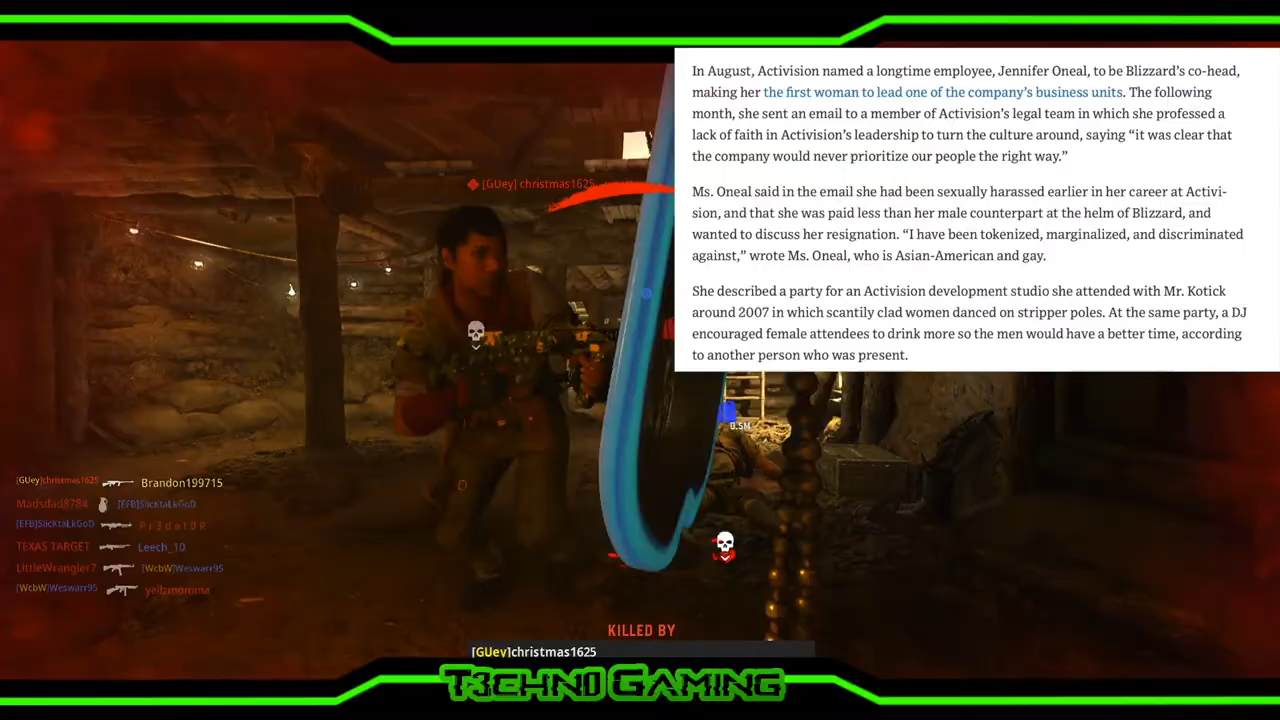 In August, Activision named a longtime employee, Jennifer Oneal, to be Blizzard's co-head,
making her the first woman to lead one of the company's business units. The following
month, she sent an email to a member of Activision's legal team in which she professed a
lack of faith in Activision's leadership to turn the culture around, saying “it was clear that
the company would never prioritize our people the right way.”
Ms. Oneal said in the email she had been sexually harassed earlier in her career at Activi-
sion, and that she was paid less than her male counterpart at the helm of Blizzard, and
wanted to discuss her resignation. “I have been tokenized, marginalized, and discriminated
against,” wrote Ms. Oneal, who is Asian-American and gay.
She described a party for an Activision development studio she attended with Mr. Kotick
around 2007 in which scantily clad women danced on stripper poles. At the same party, a DJ
encouraged female attendees to drink more so the men would have a better time, according
to another person who was present.
[GUey] christmas1625
0.5M
[GUey]christmas1625 Brandon199715
Madsdad8784 [EFB]SlicKtaLkGoD
[EFB]SlicKtaLkGoD Pr3dat0R
TEXAS TARGET Leech_10
LittleWrangler7 [WcbW]Weswarr95
[WcbW]Weswarr95 yellzmomma
KILLED BY
[GUey]christmas1625
T3CHN0 GAMING